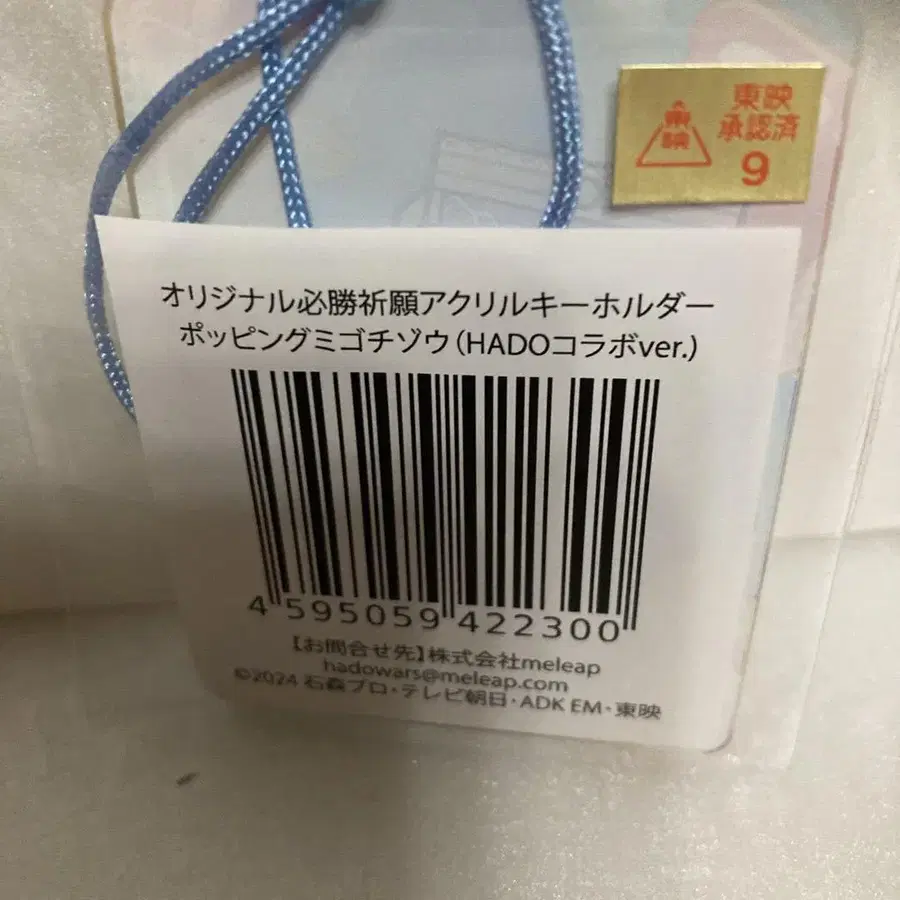 東映
東映
承認済
9
オリジナル必勝祈願アクリルキーホルダー
ポッピングミゴチゾウ(HADOコラボver.)
4 595059 422300
【お問合せ先】株式会社meleap
hadowars@meleap.com
©2024 石森プロ・テレビ朝日・ADK EM・東映